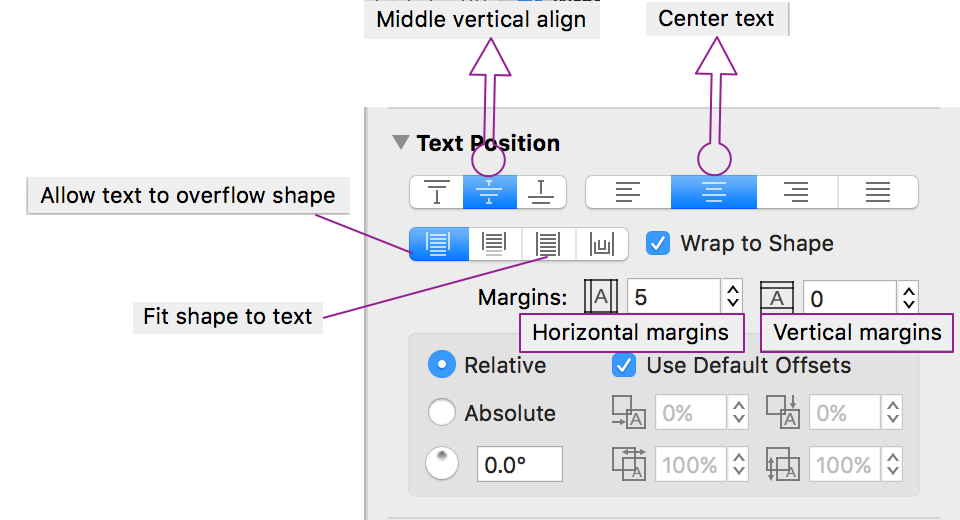 Middle vertical align
Center text
Text Position
Allow text to overflow shape
Wrap to Shape
Margins: A 5 A 0
Fit shape to text
Horizontal margins
Vertical margins
Relative
Use Default Offsets
Absolute
A 0% A 0%
0.0°
A 100% A 100%